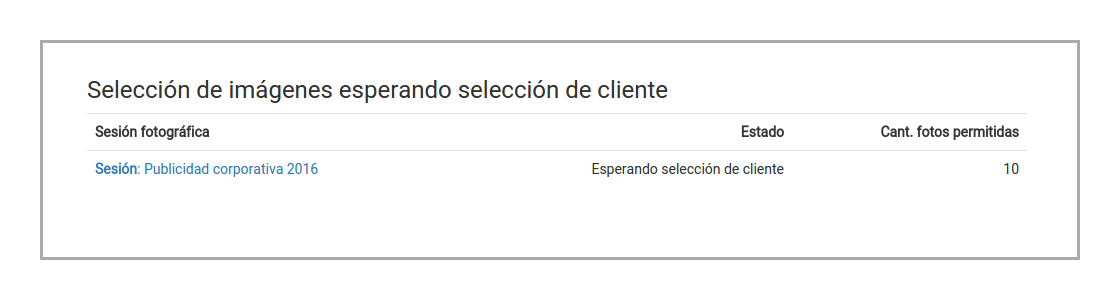 Selección de imágenes esperando selección de cliente
Sesión fotográfica Estado Cant. fotos permitidas
Sesión: Publicidad corporativa 2016 Esperando selección de cliente 10